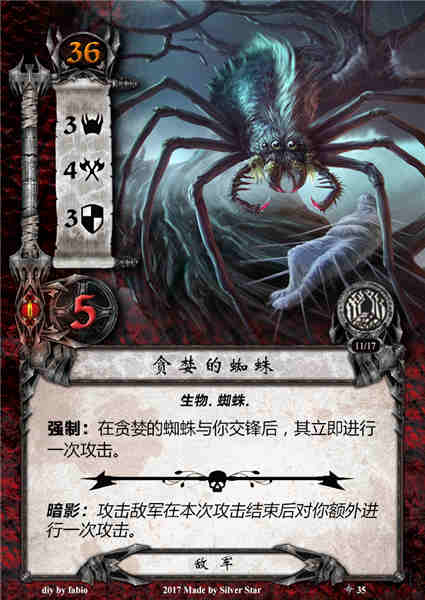 36
3
4
3
5
11/17
贪婪的蜘蛛
生物. 蜘蛛.
强制：在贪婪的蜘蛛与你交锋后，其立即进行
一次攻击。
暗影：攻击敌军在本次攻击结束后对你额外进
行一次攻击。
敌 军
diy by fabio 2017 Made by Silver Star 35